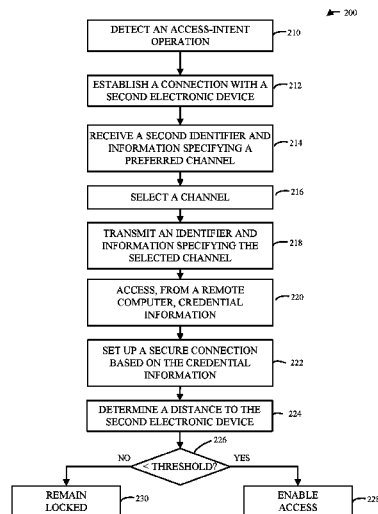 200
DETECT AN ACCESS-INTENT
OPERATION
210
ESTABLISH A CONNECTION WITH A
SECOND ELECTRONIC DEVICE
212
RECEIVE A SECOND IDENTIFIER AND
INFORMATION SPECIFYING A
PREFERRED CHANNEL
214
SELECT A CHANNEL
216
TRANSMIT AN IDENTIFIER AND
INFORMATION SPECIFYING THE
SELECTED CHANNEL
218
ACCESS, FROM A REMOTE
COMPUTER, CREDENTIAL
INFORMATION
220
SET UP A SECURE CONNECTION
BASED ON THE CREDENTIAL
INFORMATION
222
DETERMINE A DISTANCE TO THE
SECOND ELECTRONIC DEVICE
224
226
NO
< THRESHOLD?
YES
REMAIN
LOCKED
230
ENABLE
ACCESS
228